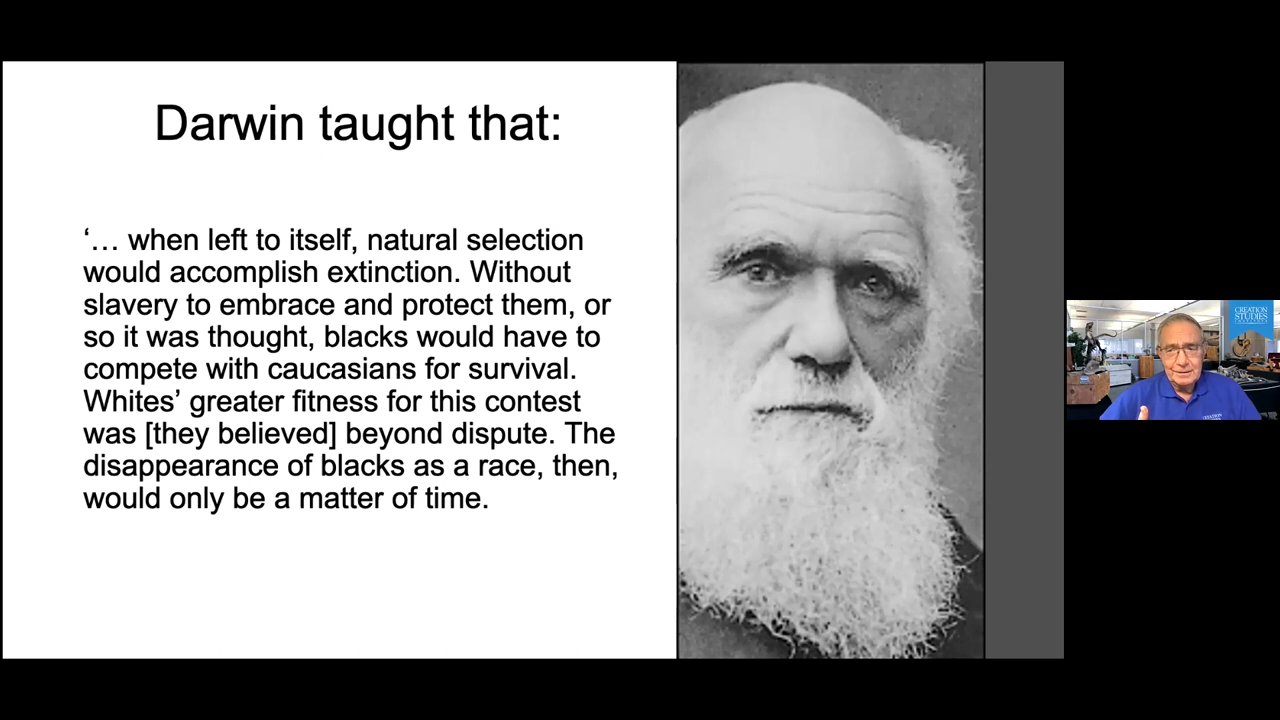 Darwin taught that:
‘… when left to itself, natural selection
would accomplish extinction. Without
slavery to embrace and protect them, or
so it was thought, blacks would have to
compete with caucasians for survival.
Whites’ greater fitness for this contest
was [they believed] beyond dispute. The
disappearance of blacks as a race, then,
would only be a matter of time.
CREATION
STUDIES